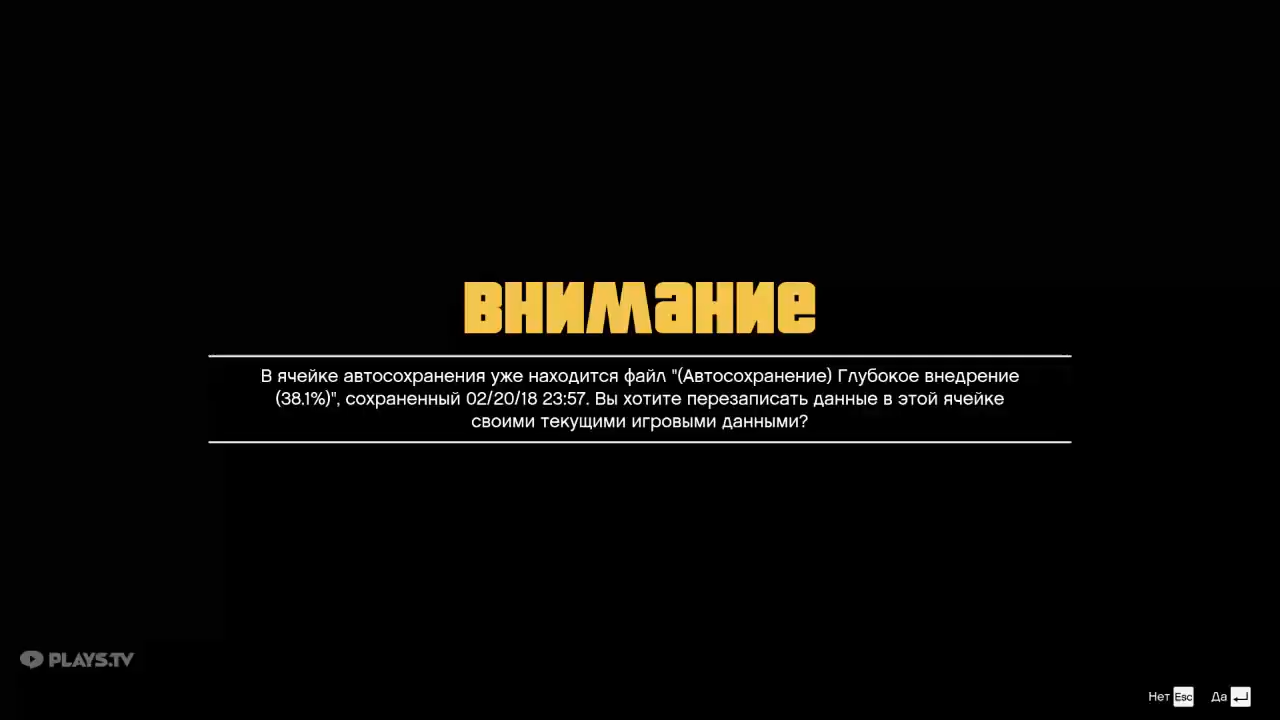 внимание
В ячейке автосохранения уже находится файл "(Автосохранение) Глубокое внедрение
(38.1%)", сохраненный 02/20/18 23:57. Вы хотите перезаписать данные в этой ячейке
своими текущими игровыми данными?
PLAYS.TV
Нет Esc Да